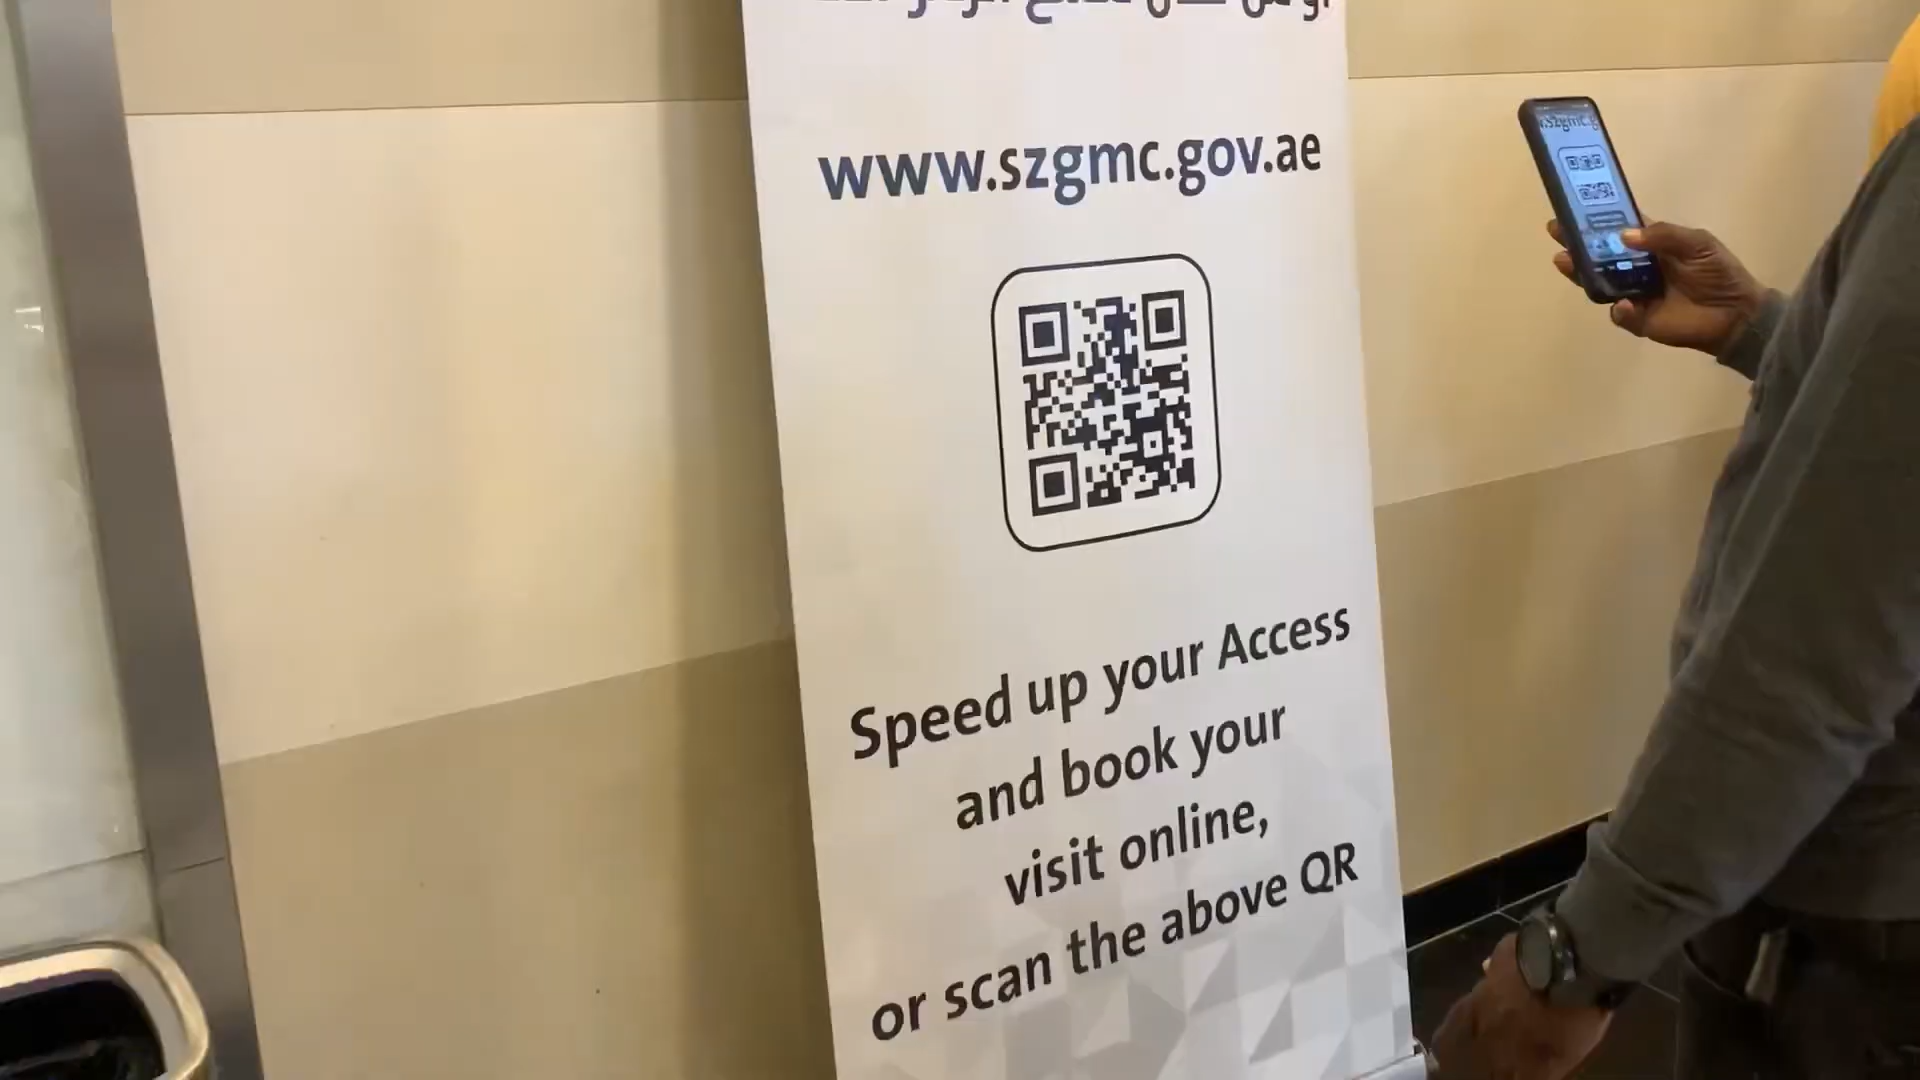 www.szgmc.gov.ae
Speed up your Access
and book your
visit online,
or scan the above QR